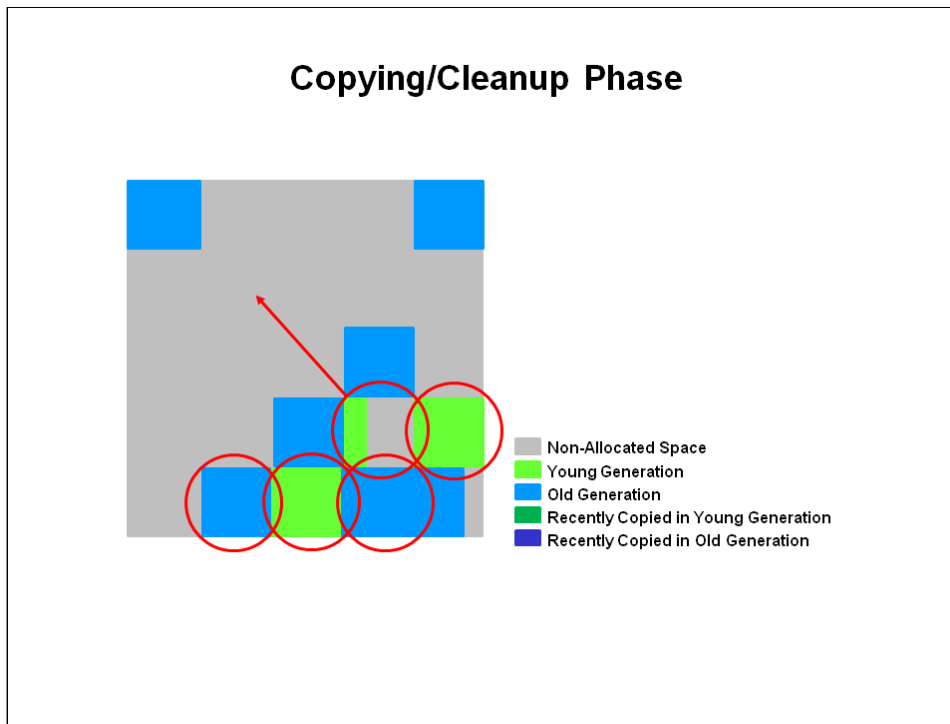 Copying/Cleanup Phase
Non-Allocated Space
Young Generation
Old Generation
Recently Copied in Young Generation
Recently Copied in Old Generation